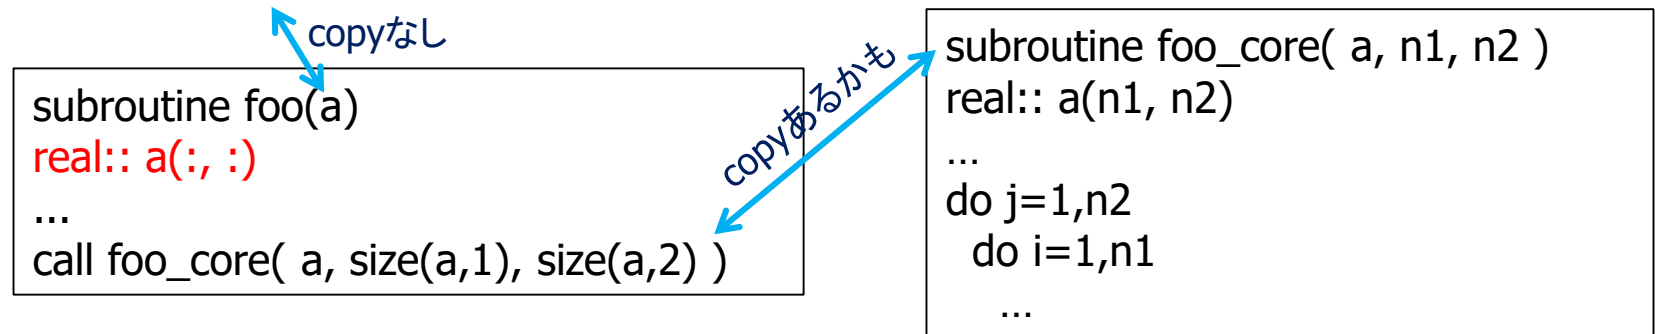 copyなし
subroutine foo(a)
real:: a(:, :)
...
call foo_core( a, size(a,1), size(a,2) )
copyあるかも
subroutine foo_core( a, n1, n2 )
real:: a(n1, n2)
...
do j=1,n2
do i=1,n1
...